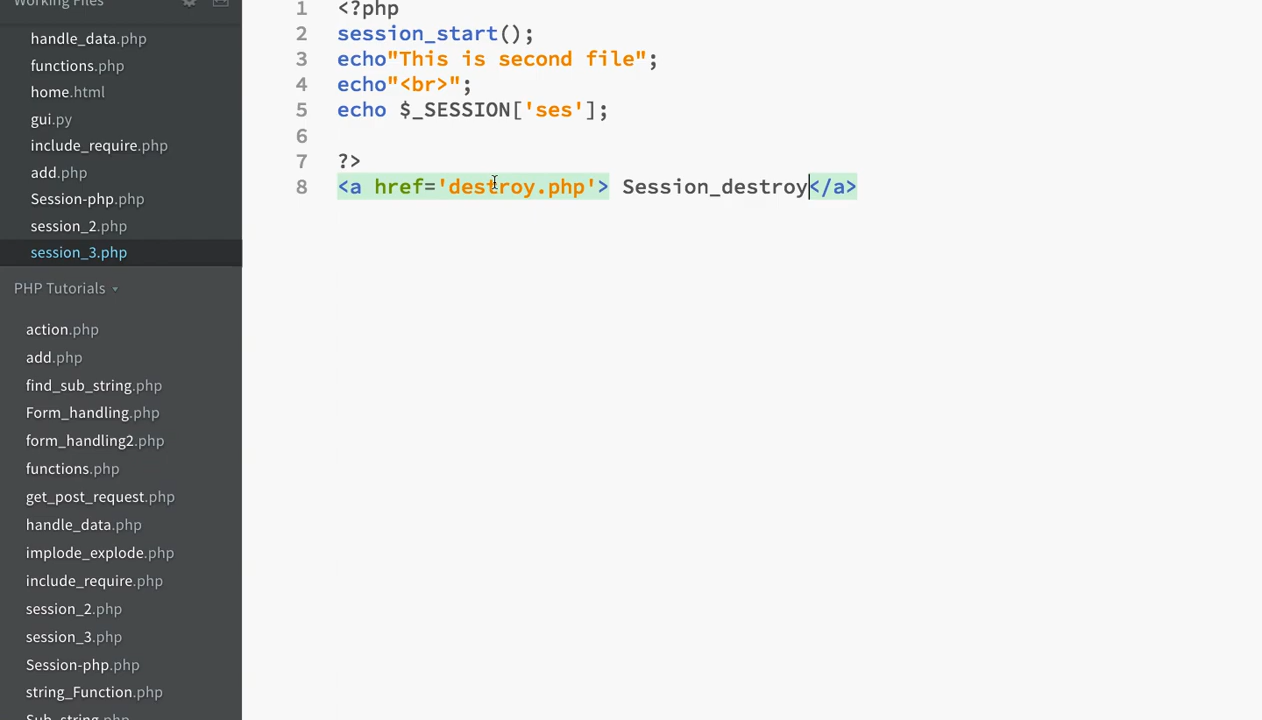 Working Files
handle_data.php
functions.php
home.html
gui.py
include_require.php
add.php
Session-php.php
session_2.php
session_3.php
PHP Tutorials
action.php
add.php
find_sub_string.php
Form_handling.php
form_handling2.php
functions.php
get_post_request.php
handle_data.php
implode_explode.php
include_require.php
session_2.php
session_3.php
Session-php.php
string_Function.php
Sub_string.php
1 <?php
2 session_start();
3 echo"This is second file";
4 echo"<br>";
5 echo $_SESSION['ses'];
6
7 ?>
8 <a href='destroy.php'> Session_destroy</a>